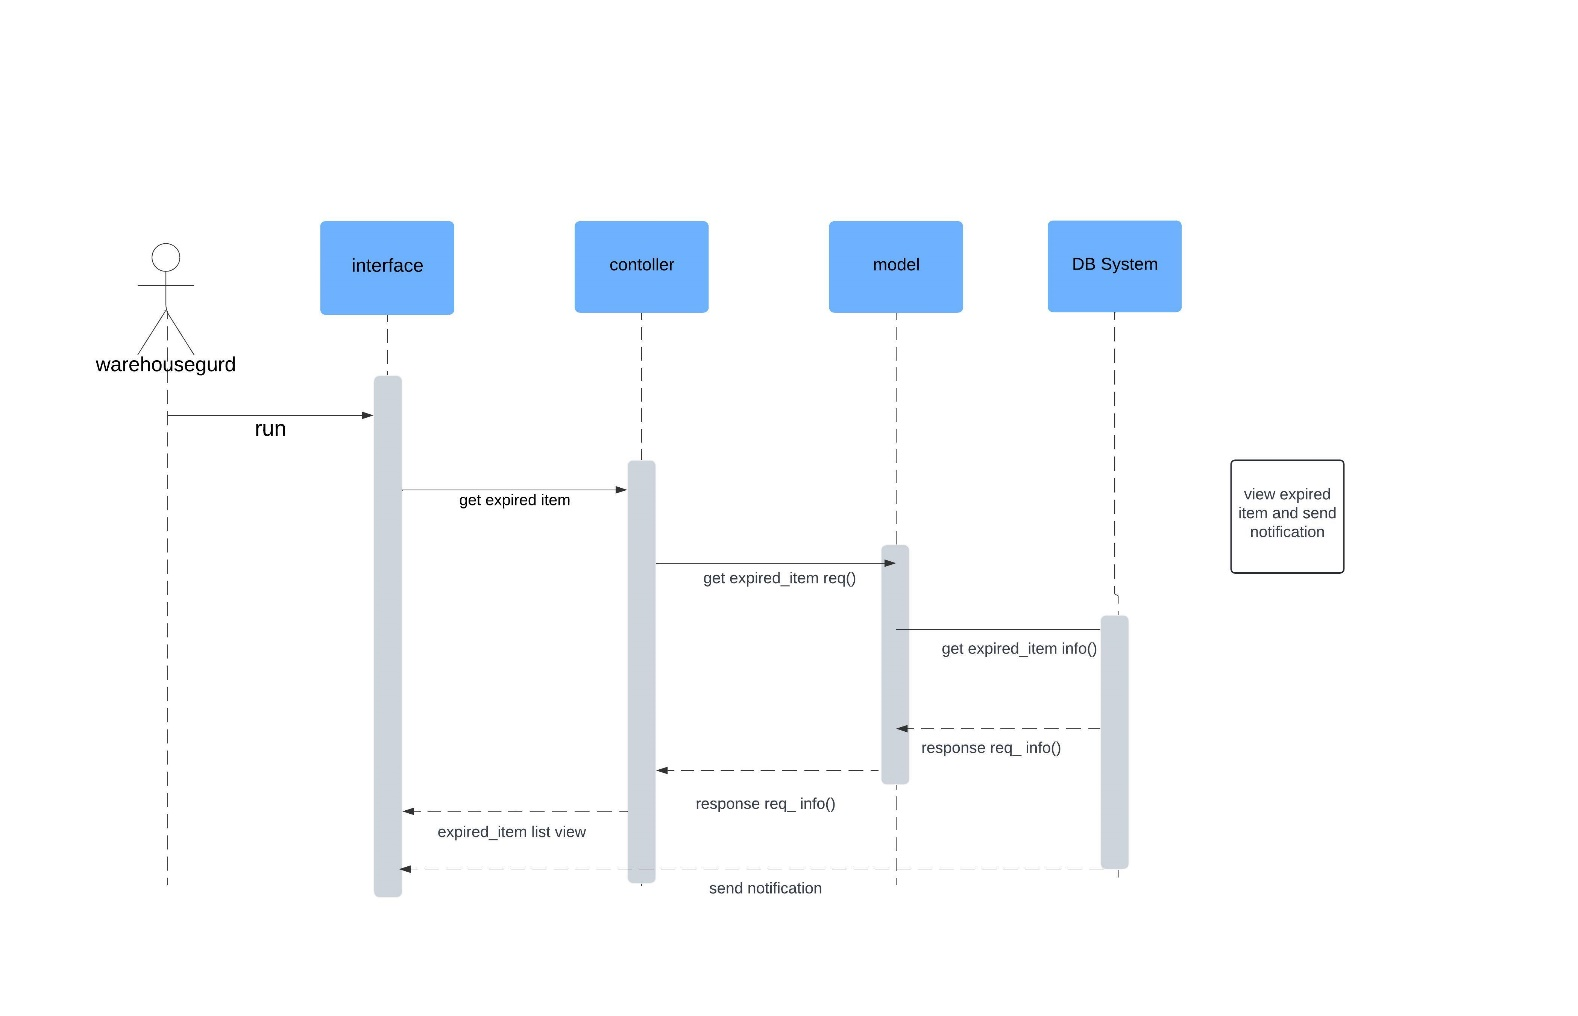 interface
contoller
model
DB System
warehousegurd
run
get expired item
view expired
item and send
notification
get expired_item req()
get expired_item info()
response req_ info()
response req_ info()
expired_item list view
send notification